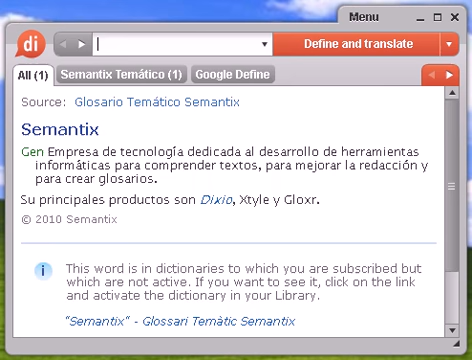 Menu
di
Define and translate
All (1)
Semantix Temático (1)
Google Define
Source: Glosario Temático Semantix
Semantix
Gen Empresa de tecnología dedicada al desarrollo de herramientas
informáticas para comprender textos, para mejorar la redacción y
para crear glosarios.
Su principales productos son Dixio, Xtyle y Gloxr.
© 2010 Semantix
i
This word is in dictionaries to which you are subscribed but
which are not active. If you want to see it, click on the link
and activate the dictionary in your Library.
"Semantix" - Glossari Temàtic Semantix